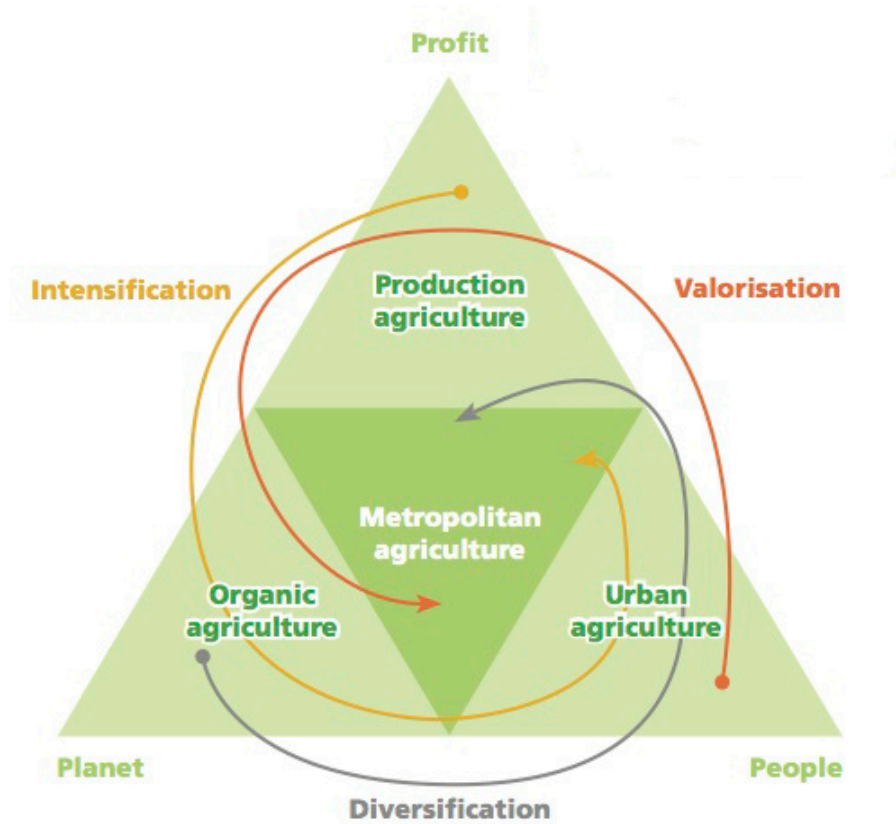 Profit
Intensification
Valorisation
Production
agriculture
Metropolitan
agriculture
Organic
agriculture
Urban
agriculture
Planet
People
Diversification